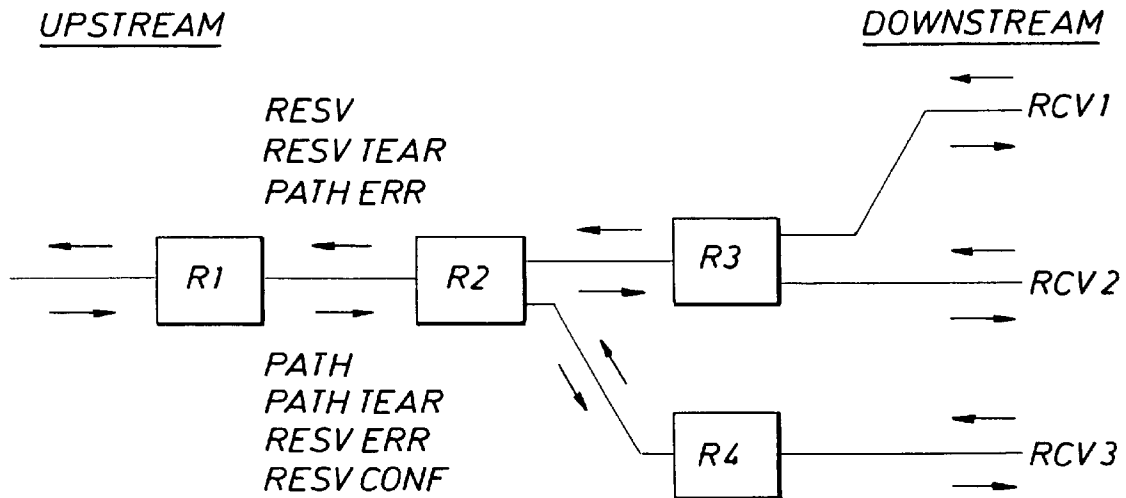 UPSTREAM
DOWNSTREAM
RESV
RESV TEAR
PATH ERR
RCV1
R1
R2
R3
RCV2
PATH
PATH TEAR
RESV ERR
RESV CONF
R4
RCV3